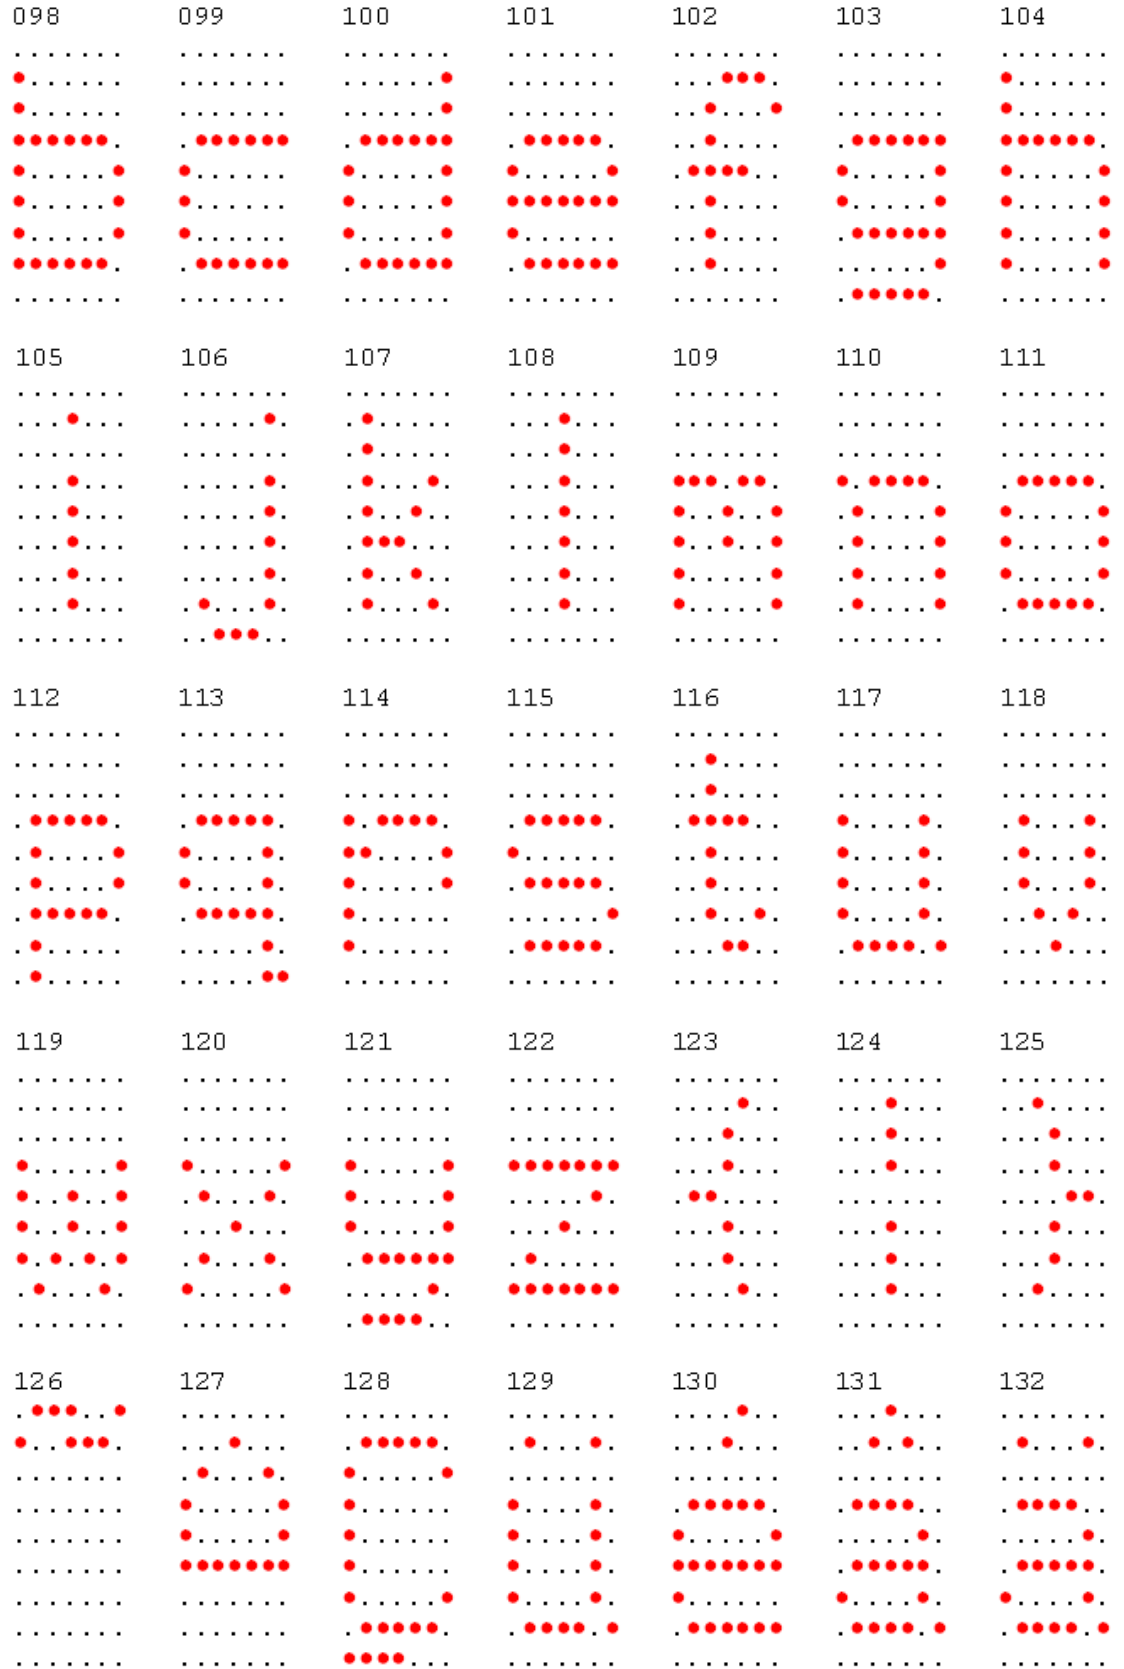 098 099 100 101 102 103 104
b c d e f g h
105 106 107 108 109 110 111
i j k l m n o
112 113 114 115 116 117 118
p q r s t u v
119 120 121 122 123 124 125
w x y z { | }
126 127 128 129 130 131 132
~ ⌂ Ç ü é â ä